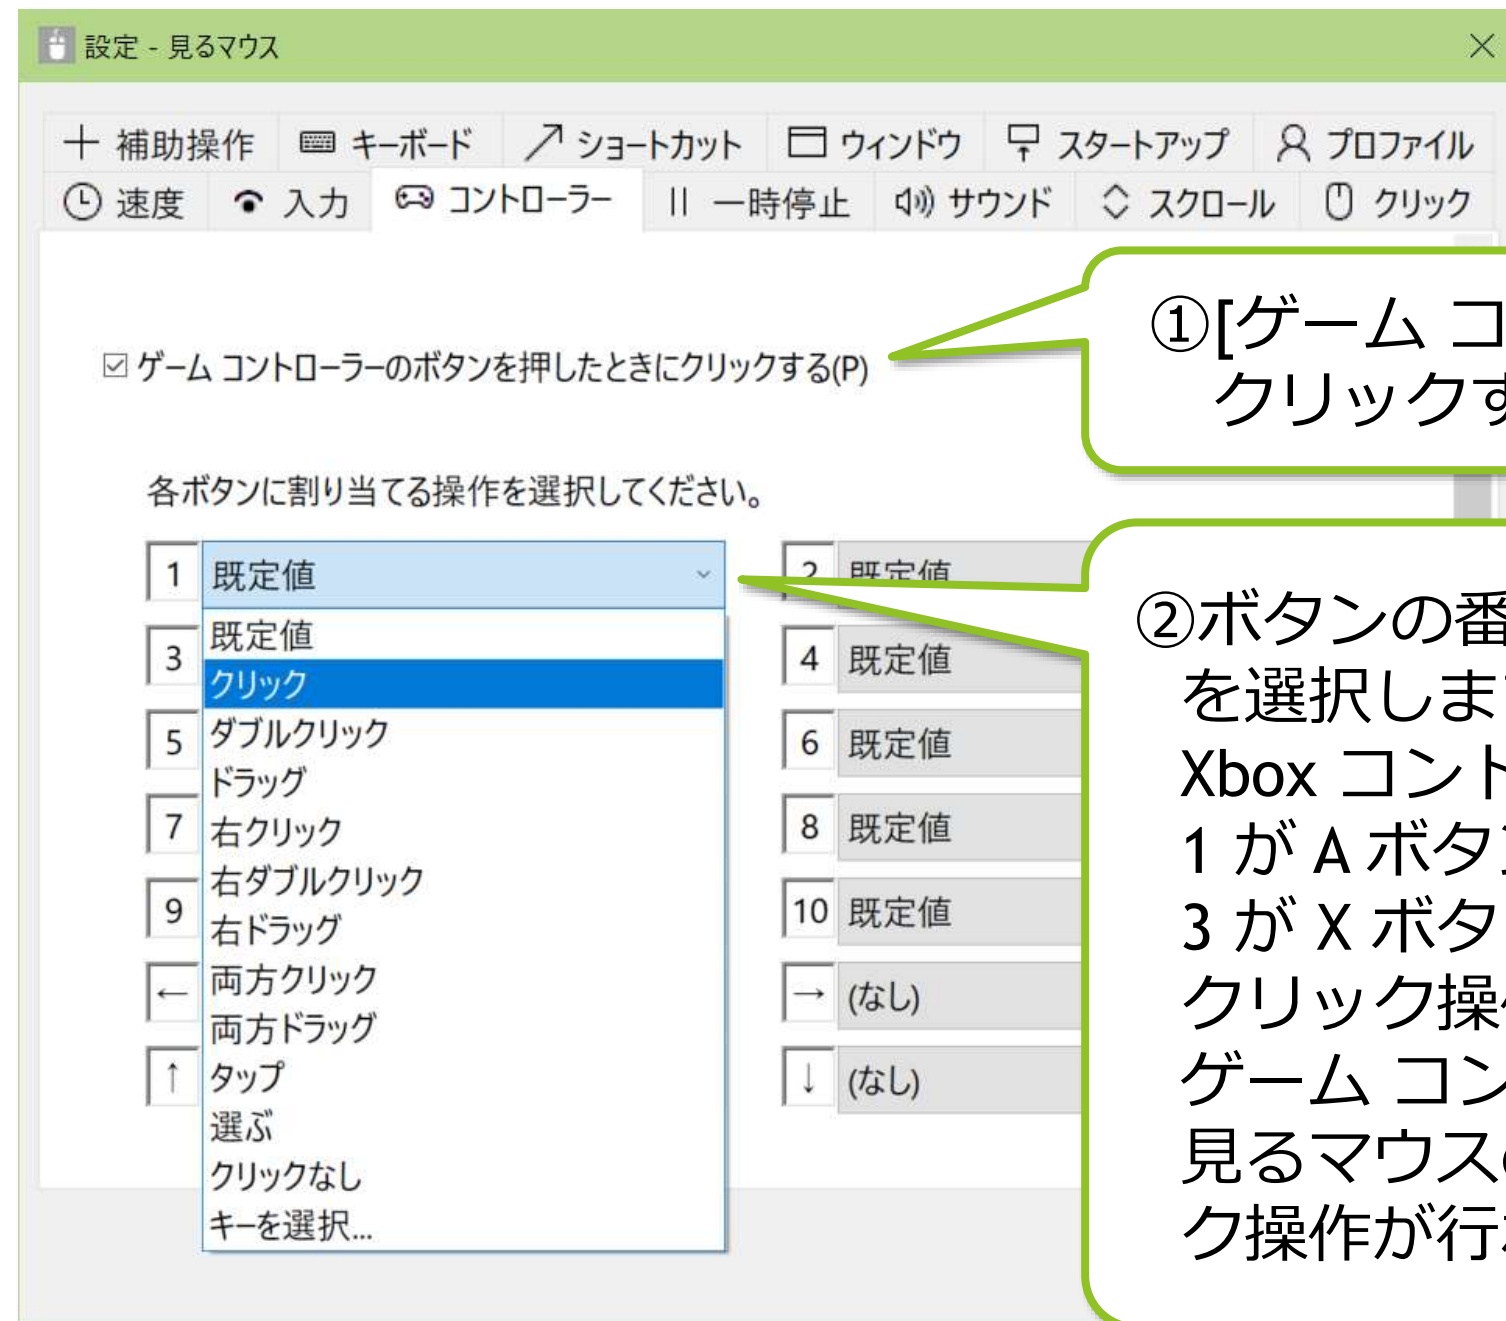 設定 - 見るマウス
補助操作 キーボード ショートカット ウィンドウ スタートアップ プロファイル
速度 入力 コントローラー 一時停止 サウンド スクロール クリック
ゲーム コントローラーのボタンを押したときにクリックする(P)
①[ゲーム コ
クリックす
各ボタンに割り当てる操作を選択してください。
1 既定値
2 既定値
3
4 既定値
5
6 既定値
7
8 既定値
9
10 既定値
←
→ (なし)
↑
↓ (なし)
既定値
クリック
ダブルクリック
ドラッグ
右クリック
右ダブルクリック
右ドラッグ
両方クリック
両方ドラッグ
タップ
選ぶ
クリックなし
キーを選択...
②ボタンの番
を選択しま
Xbox コント
1 が A ボタ
3 が X ボタ
クリック操
ゲーム コン
見るマウス
ク操作が行